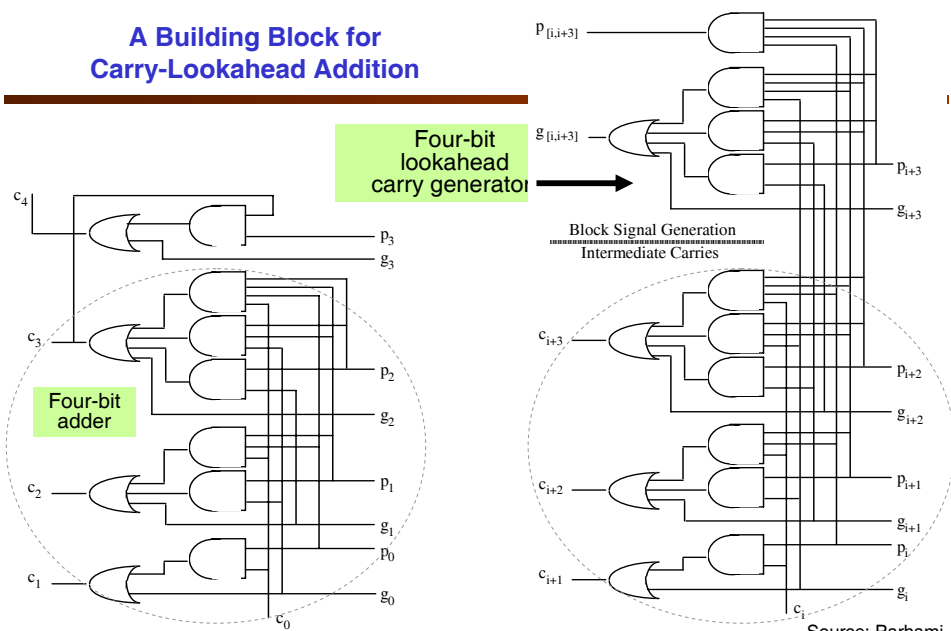 A Building Block for
Carry-Lookahead Addition
Four-bit
lookahead
carry generator
Four-bit
adder
c4
p3
g3
c3
p2
g2
c2
p1
g1
p0
c1
g0
c0
p[i,i+3]
g[i,i+3]
pi+3
gi+3
Block Signal Generation
Intermediate Carries
ci+3
pi+2
gi+2
ci+2
pi+1
gi+1
pi
ci+1
gi
ci
Source: Parhami